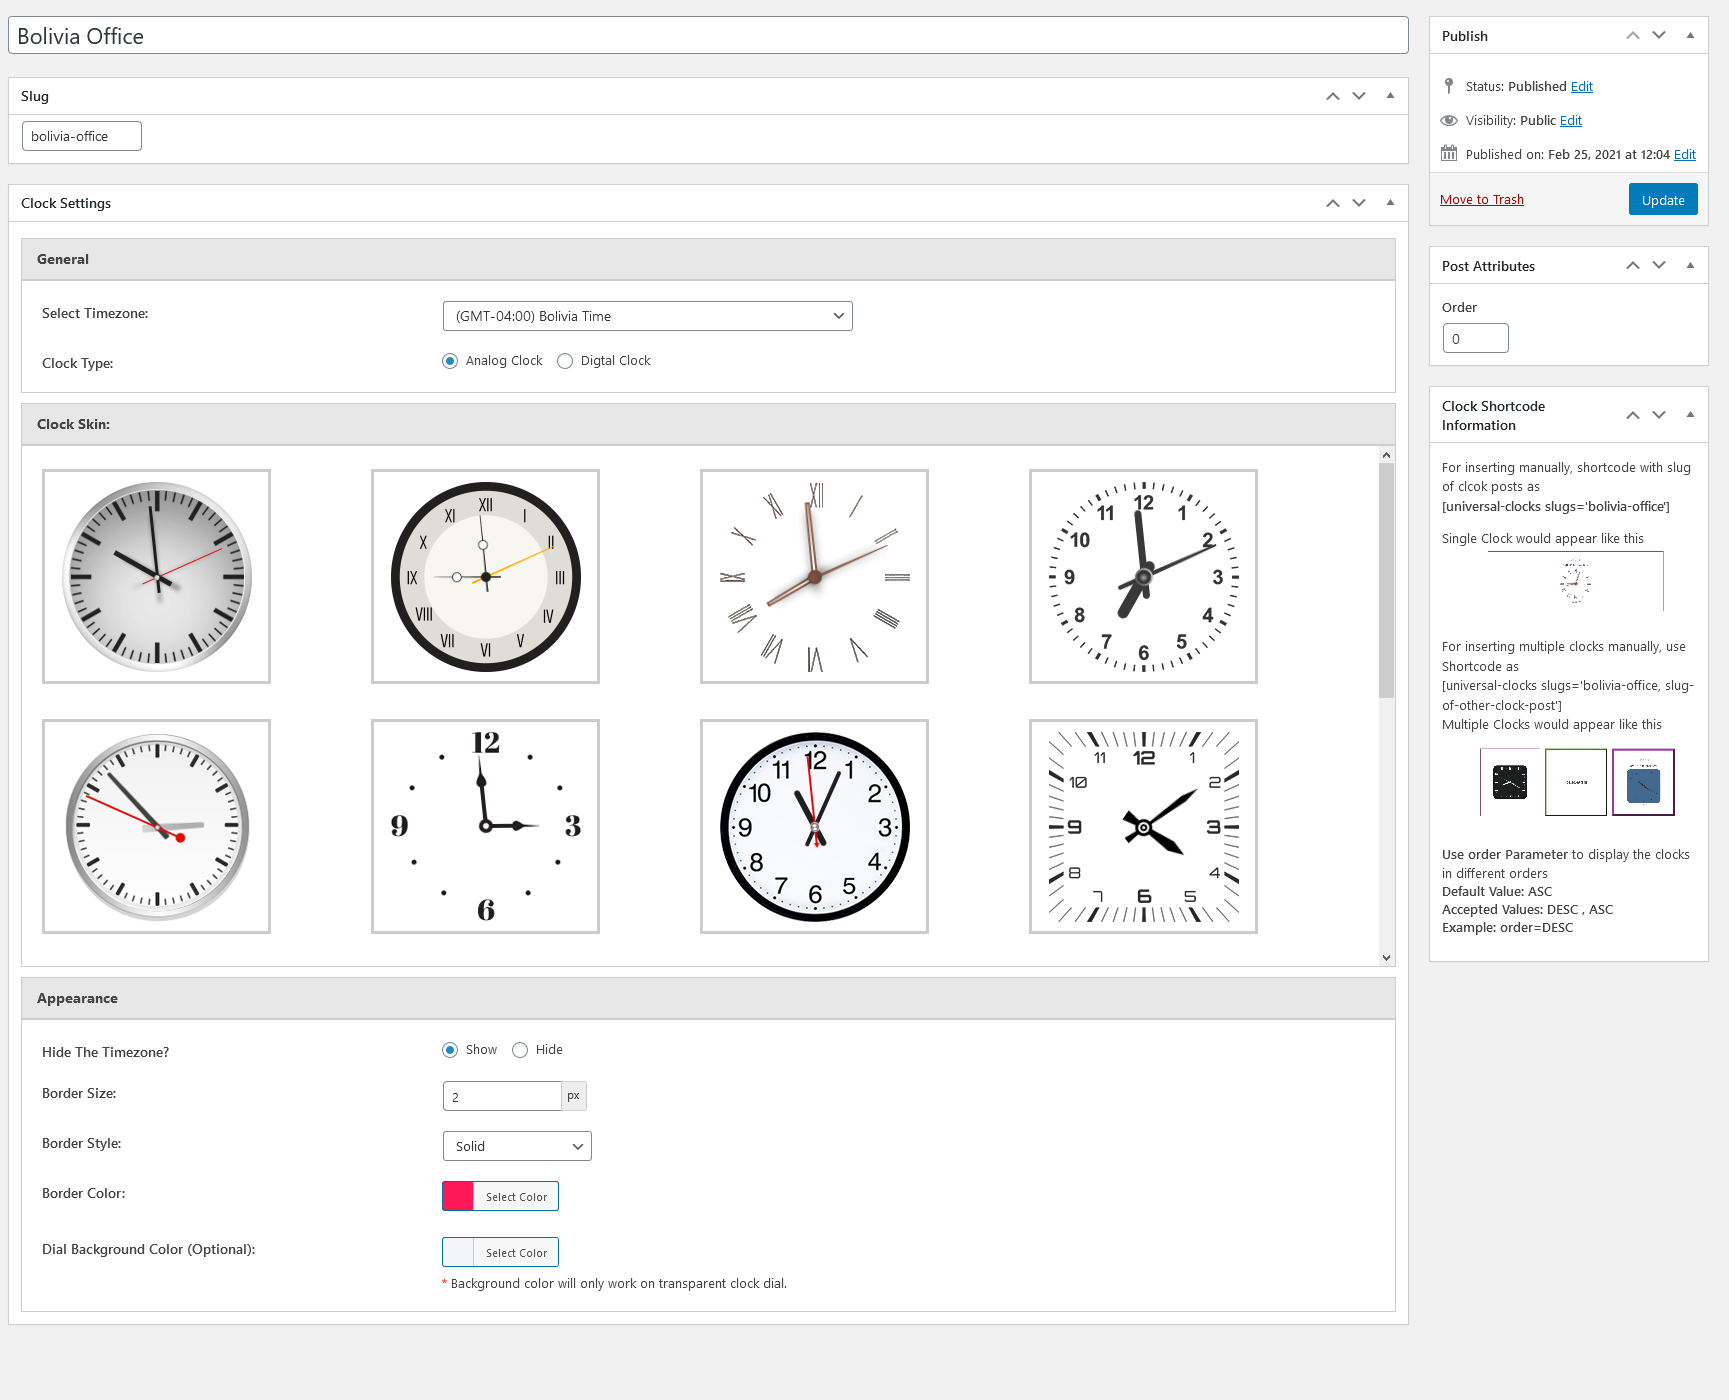 Bolivia Office
Slug
bolivia-office
Clock Settings
General
Select Timezone:
(GMT-04:00) Bolivia Time
Clock Type:
Analog Clock
Digtal Clock
Clock Skin:
XII
I
II
III
IV
V
VI
VII
VIII
IX
X
XI
12
1
2
3
4
5
6
7
8
9
10
11
12
3
6
9
12
1
2
3
4
5
6
7
8
9
10
11
12
1
2
3
4
5
6
7
8
9
10
11
Appearance
Hide The Timezone?
Show
Hide
Border Size:
2
px
Border Style:
Solid
Border Color:
Select Color
Dial Background Color (Optional):
Select Color
* Background color will only work on transparent clock dial.
Publish
Status: Published Edit
Visibility: Public Edit
Published on: Feb 25, 2021 at 12:04 Edit
Move to Trash
Update
Post Attributes
Order
0
Clock Shortcode
Information
For inserting manually, shortcode with slug
of clcok posts as
[universal-clocks slugs='bolivia-office']
Single Clock would appear like this
For inserting multiple clocks manually, use
Shortcode as
[universal-clocks slugs='bolivia-office, slug-
of-other-clock-post']
Multiple Clocks would appear like this
Use order Parameter to display the clocks
in different orders
Default Value: ASC
Accepted Values: DESC , ASC
Example: order=DESC